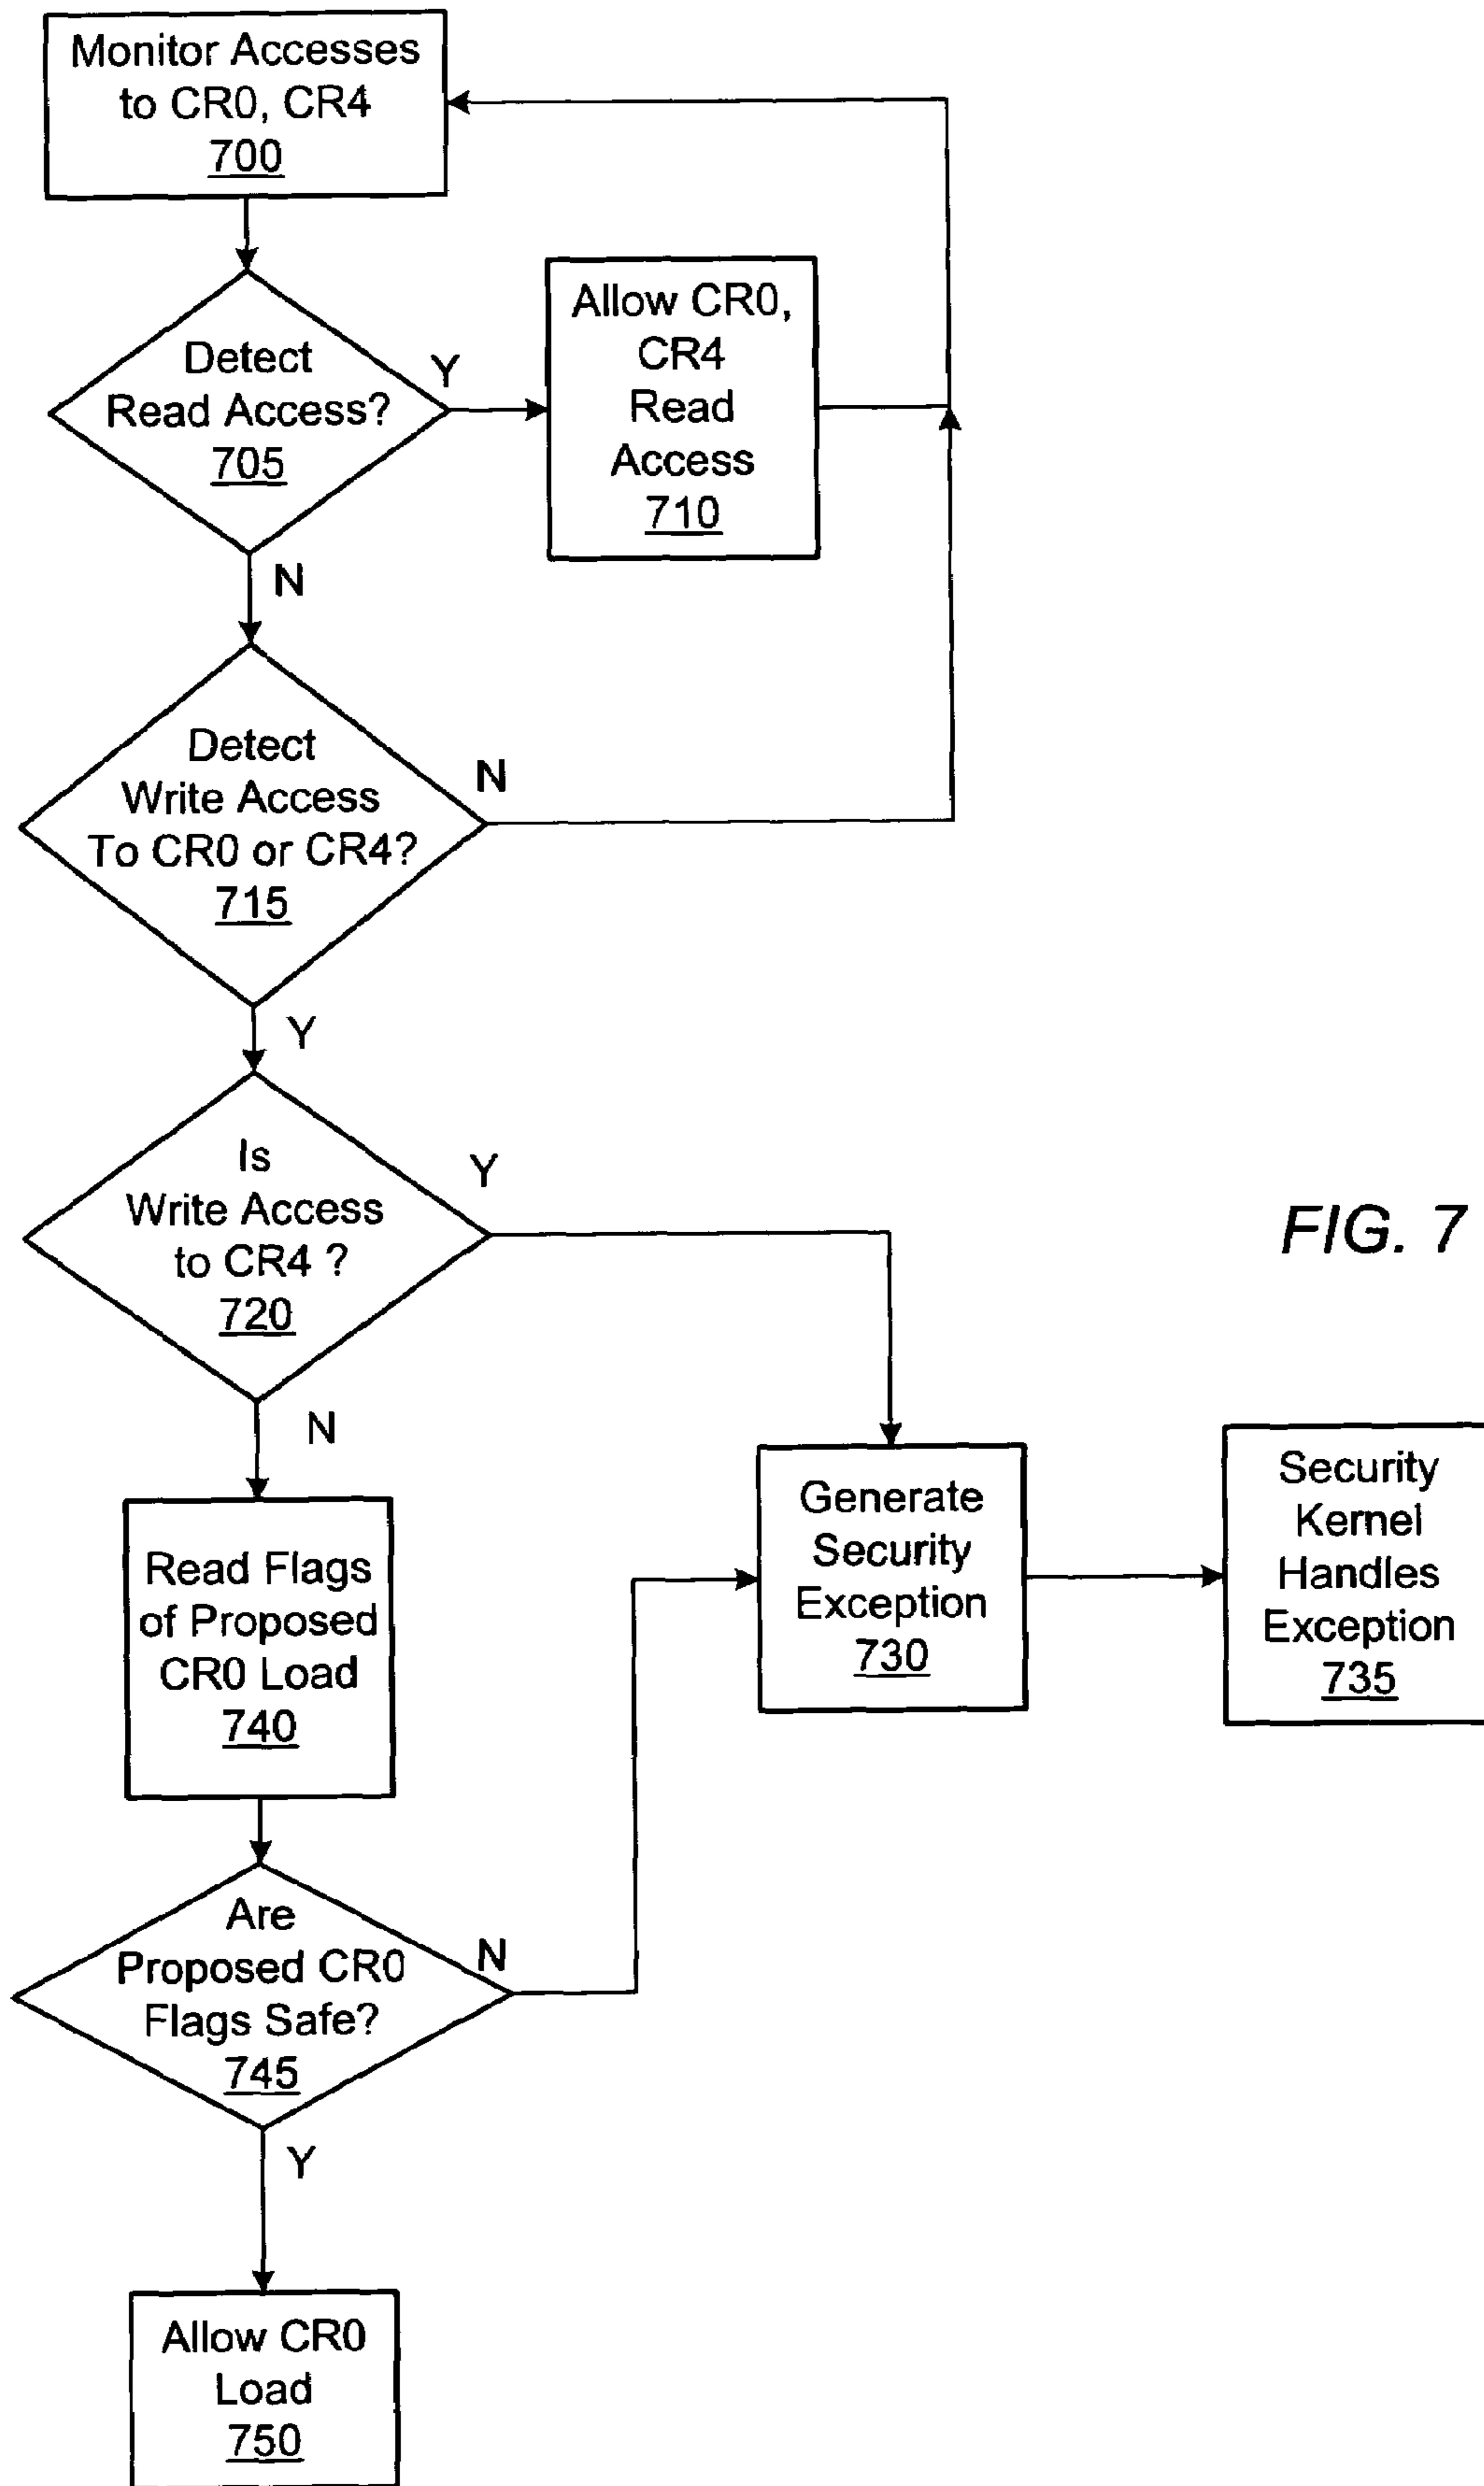 Monitor Accesses
to CR0, CR4
700
Detect
Read Access?
705
Y
Allow CR0,
CR4
Read
Access
710
N
Detect
Write Access
To CR0 or CR4?
715
N
Y
Is
Write Access
to CR4 ?
720
Y
FIG. 7
N
Generate
Security
Exception
730
Security
Kernel
Handles
Exception
735
Read Flags
of Proposed
CR0 Load
740
Are
Proposed CR0
Flags Safe?
745
N
Y
Allow CR0
Load
750